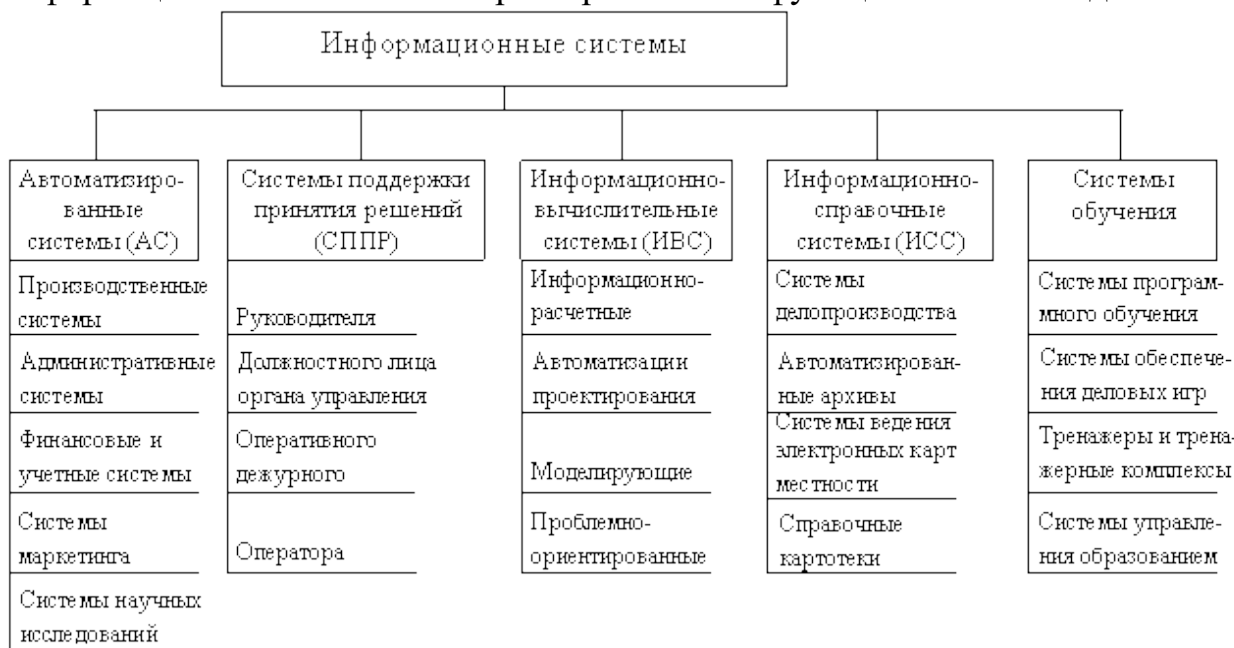 Информационные системы
Автоматизиро-
ванные
системы (АС)
Производственные
системы
Административные
системы
Финансовые и
учетные системы
Системы
маркетинга
Системы научных
исследований
Системы поддержки
принятия решений
(СППР)
Руководителя
Должностного лица
органа управления
Оперативного
дежурного
Оператора
Информационно-
вычислительные
системы (ИВС)
Информационно-
расчетные
Автоматизации
проектирования
Моделирующие
Проблемно-
ориентированные
Информационно-
справочные
системы (ИСС)
Системы
делопроизводства
Автоматизирован-
ные архивы
Системы ведения
электронных карт
местности
Справочные
картотеки
Системы
обучения
Системы програм-
много обучения
Системы обеспече-
ния деловых игр
Тренажеры и трена-
жерные комплексы
Системы управле-
ния образованием